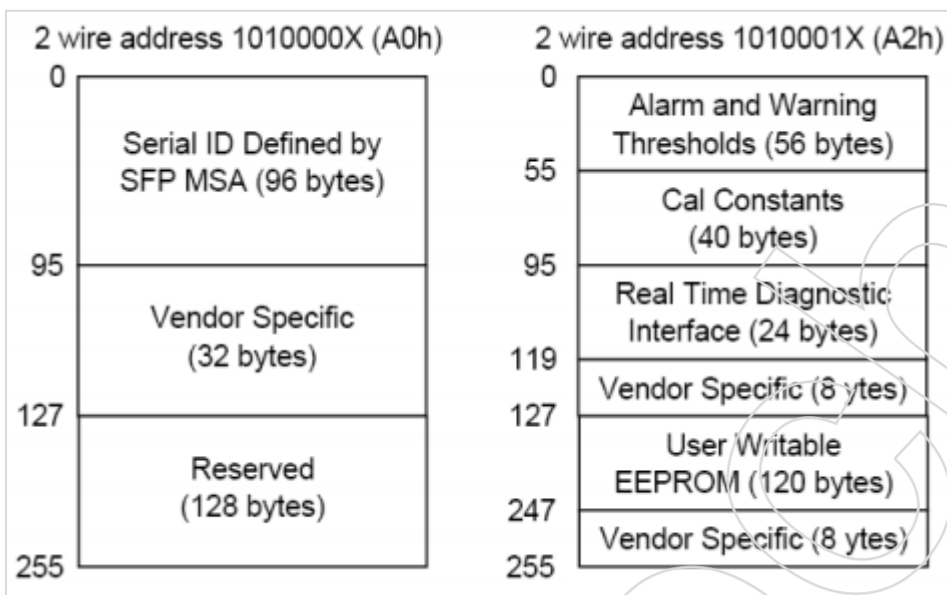 2 wire address 1010000X (A0h)
0
Serial ID Defined by
SFP MSA (96 bytes)
95
Vendor Specific
(32 bytes)
127
Reserved
(128 bytes)
255
2 wire address 1010001X (A2h)
0
Alarm and Warning
Thresholds (56 bytes)
55
Cal Constants
(40 bytes)
95
Real Time Diagnostic
Interface (24 bytes)
119
Vendor Specific (8 ytes)
127
User Writable
EEPROM (120 bytes)
247
Vendor Specific (8 ytes)
255